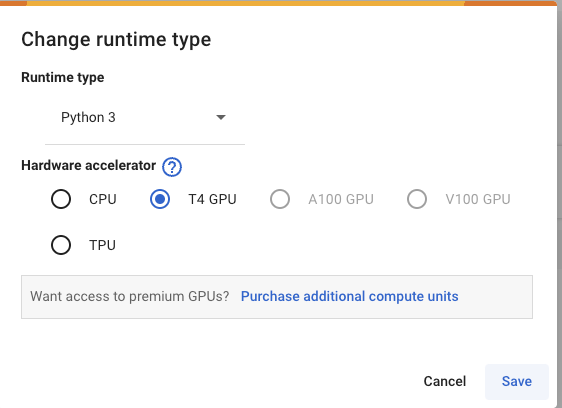 Change runtime type
Runtime type
Python 3
Hardware accelerator ?
CPU T4 GPU A100 GPU V100 GPU
TPU
Want access to premium GPUs? Purchase additional compute units
Cancel Save